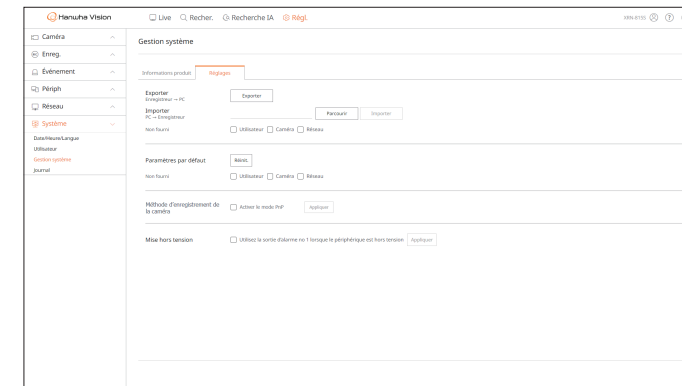 Hanwha Vision
Live Recher. Recherche IA Régl.
Caméra
Enreg.
Évènement
Périph
Réseau
Système
Date/Heure/Langue
Utilisateur
Gestion système
Journal
Gestion système
Informations produit Réglages
Exporter
Enregistreur → PC
Exporter
Importer
PC → Enregistreur
Parcourir Importer
Non fourni Utilisateur Caméra Réseau
Paramètres par défaut Réinit.
Non fourni Utilisateur Caméra Réseau
Méthode d'enregistrement de
la caméra
Activer le mode PnP Appliquer
Mise hors tension Utilisez la sortie d'alarme no 1 lorsque le périphérique est hors tension Appliquer